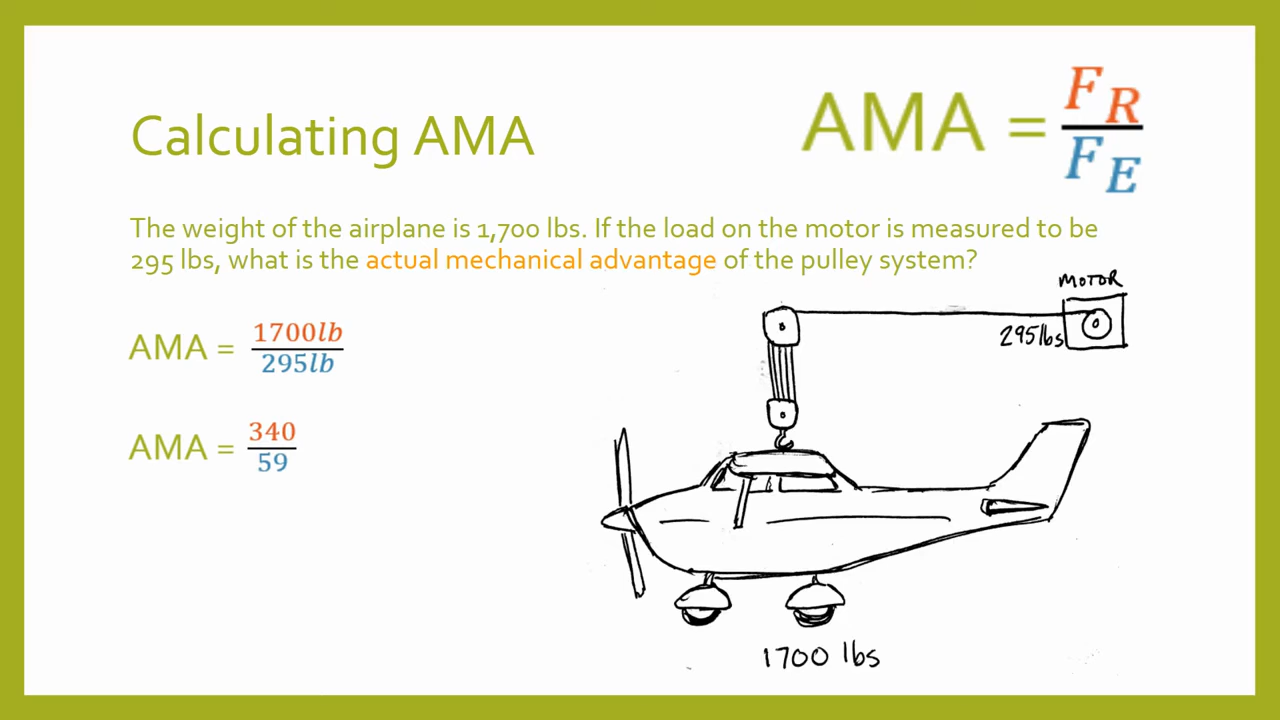 Calculating AMA
AMA = F_R / F_E
The weight of the airplane is 1,700 lbs. If the load on the motor is measured to be
295 lbs, what is the actual mechanical advantage of the pulley system?
MOTOR
295lbs
AMA = 1700lb / 295lb
AMA = 340 / 59
1700 lbs